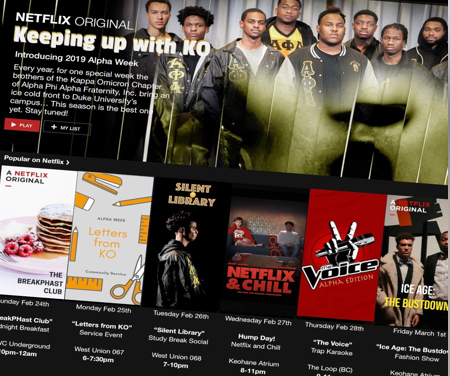 NETFLIX ORIGINAL
Keeping up with KO
Introducing 2019 Alpha Week
Every year, for one special week the
brothers of the Kappa Omicron Chapter
of Alpha Phi Alpha Fraternity, Inc. bring an
ice cold front to Duke University's
campus... This season is the best one
yet. Stayed tuned!
PLAY
+ MY LIST
Popular on Netflix >
A NETFLIX
ORIGINAL
THE
BREAKPHAST
CLUB
ALPHA WEEK
Letters
from
KO
Community Service
SILENT
LIBRARY
NETFLIX
& CHILL
THE
Voice
ALPHA EDITION
A NETFLIX
ORIGINAL
ICE AGE:
THE BUSTDOWN
Feb 24th
Midnight Breakfast
WC Underground
-12am
Monday Feb 25th
"Letters from KO"
Service Event
West Union 067
6-7:30pm
Tuesday Feb 26th
"Silent Library"
Study Break Social
West Union 068
7-10pm
Wednesday Feb 27th
Hump Day!
Netflix and Chill
Keohane Atrium
8-11pm
Thursday Feb 28th
"The Voice"
Trap Karaoke
The Loop (BC)
Friday March 1st
"Ice Age: The Bustdown
Fashion Show
Keohane Atrium